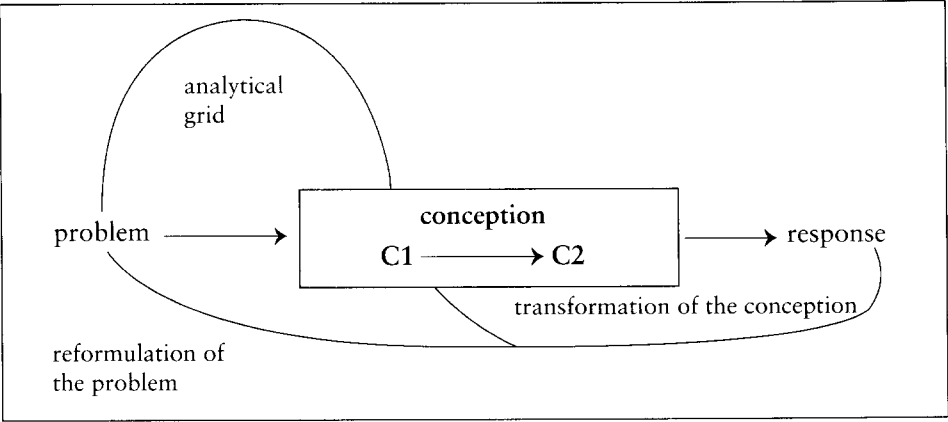 analytical
grid
conception
problem
C1 C2
response
transformation of the conception
reformulation of
the problem